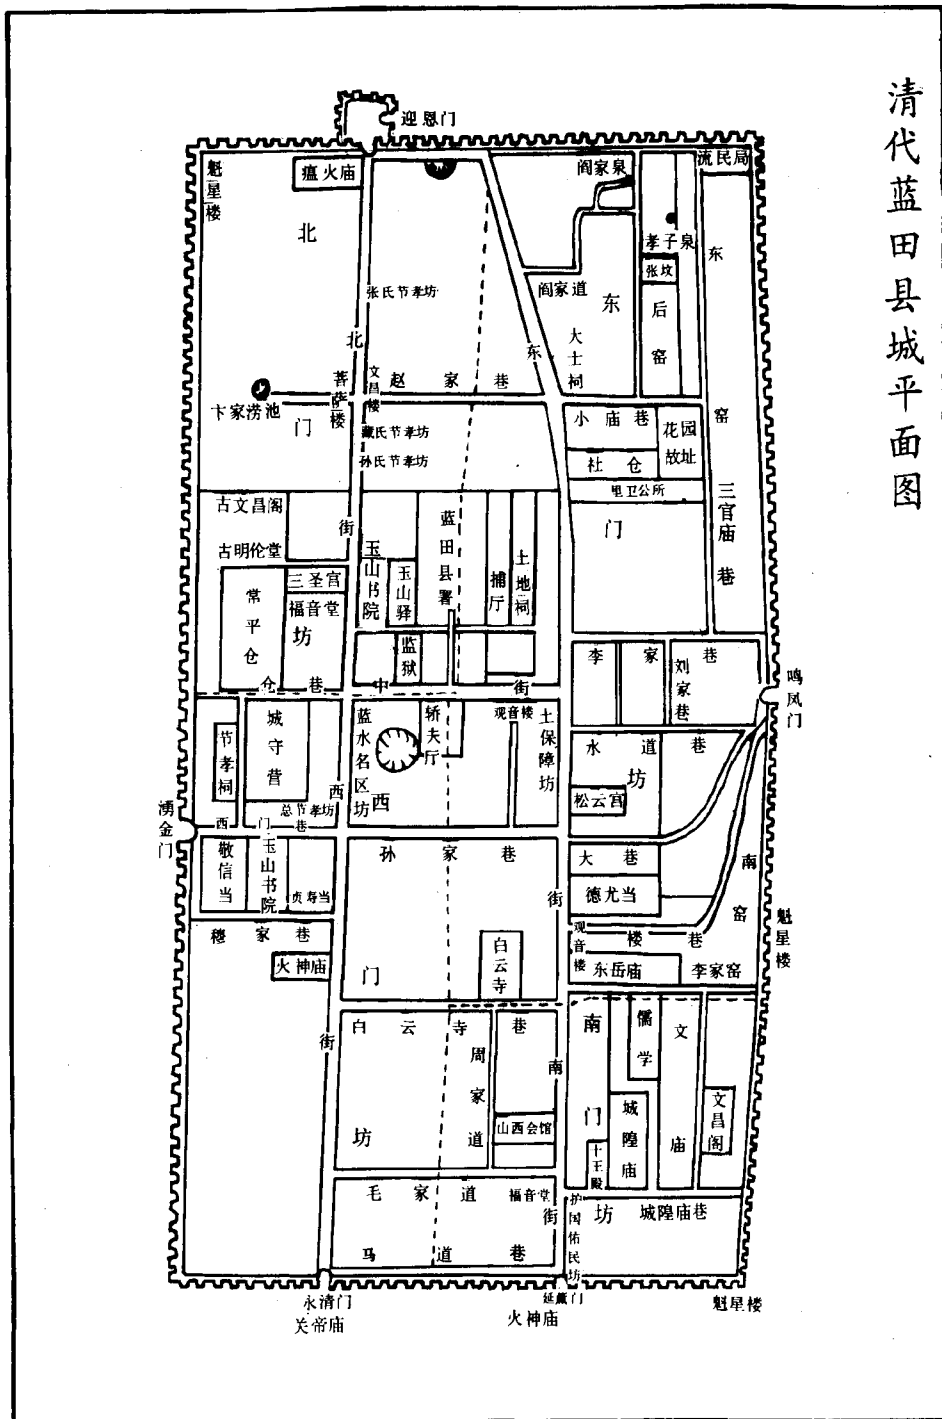 清代蓝田县城平面图
迎恩门
魁星楼
瘟火庙
阎家泉
流民局
北
孝子泉
东
张坟
张氏节孝坊
阎家道
东
后窑
大士祠
北
东
文昌楼
赵家巷
菩萨楼
卞家涝池
门
小庙巷
花园故址
窑
戴氏节孝坊
孙氏节孝坊
社仓
里卫公所
古文昌阁
街
蓝田县署
门
三官庙巷
古明伦堂
玉山书院
玉山驿
捕厅
土地祠
常平仓
三圣宫
福音堂
坊
监狱
李家巷
刘家巷
鸣凤门
仓巷
中街
城守营
蓝水名区坊
轿夫厅
观音楼
土保障坊
水道巷
节孝祠
坊
西
西
松云宫
总节孝坊
湧金门
西门巷
敬信当
玉山书院
贞寿当
孙家巷
大巷
南窑
德尤当
街
魁星楼
穆家巷
观音楼
楼巷
火神庙
门
白云寺
东岳庙
李家窑
街
白云寺巷
南
儒学
文庙
周家道
南
门
城隍庙
文昌阁
坊
山西会馆
十王殿
毛家道
福音堂
街
护国佑民坊
坊
城隍庙巷
马道巷
永清门
关帝庙
火神庙
魁星楼